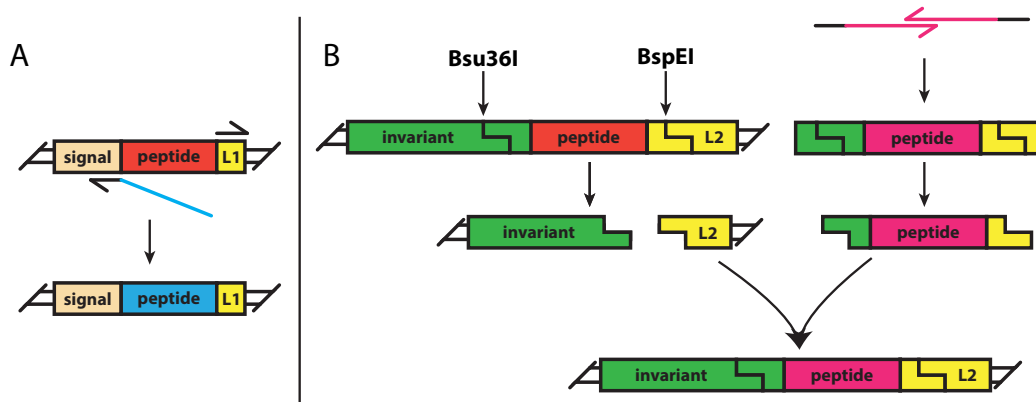 A
signal peptide L1
signal peptide L1
B
Bsu36I BspEI
invariant peptide L2
peptide
invariant L2
peptide
invariant peptide L2